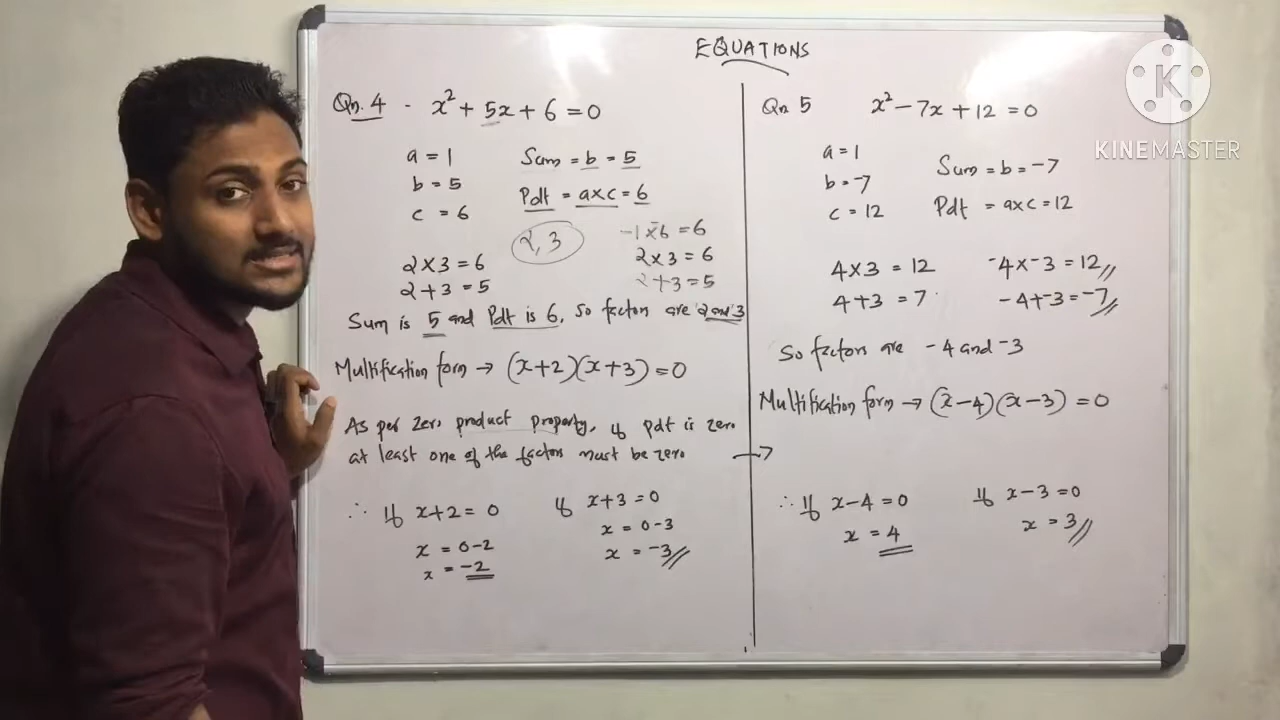 EQUATIONS
Qn. 4 - x² + 5x + 6 = 0
a = 1
b = 5
c = 6
Sum = b = 5
Pdt = axc = 6
2, 3
-1 x 6 = 6
2 x 3 = 6
2 + 3 = 5
2 x 3 = 6
2 + 3 = 5
Sum is 5 and Pdt is 6, So factors are '2 and '3
Multification form → (x+2)(x+3) = 0
As per zero product property, if pdt is zero
at least one of the factors must be zero →
∴ If x+2 = 0
x = 0-2
x = -2
if x+3 = 0
x = 0-3
x = -3
Qn 5 x² - 7x + 12 = 0
a = 1
b = -7
c = 12
Sum = b = -7
Pdt = axc = 12
4 x 3 = 12
4 + 3 = 7
-4 x -3 = 12
-4 + -3 = -7
So factors are -4 and -3
Multification form → (x-4)(x-3) = 0
∴ If x-4 = 0
x = 4
If x-3 = 0
x = 3
K
KINEMASTER